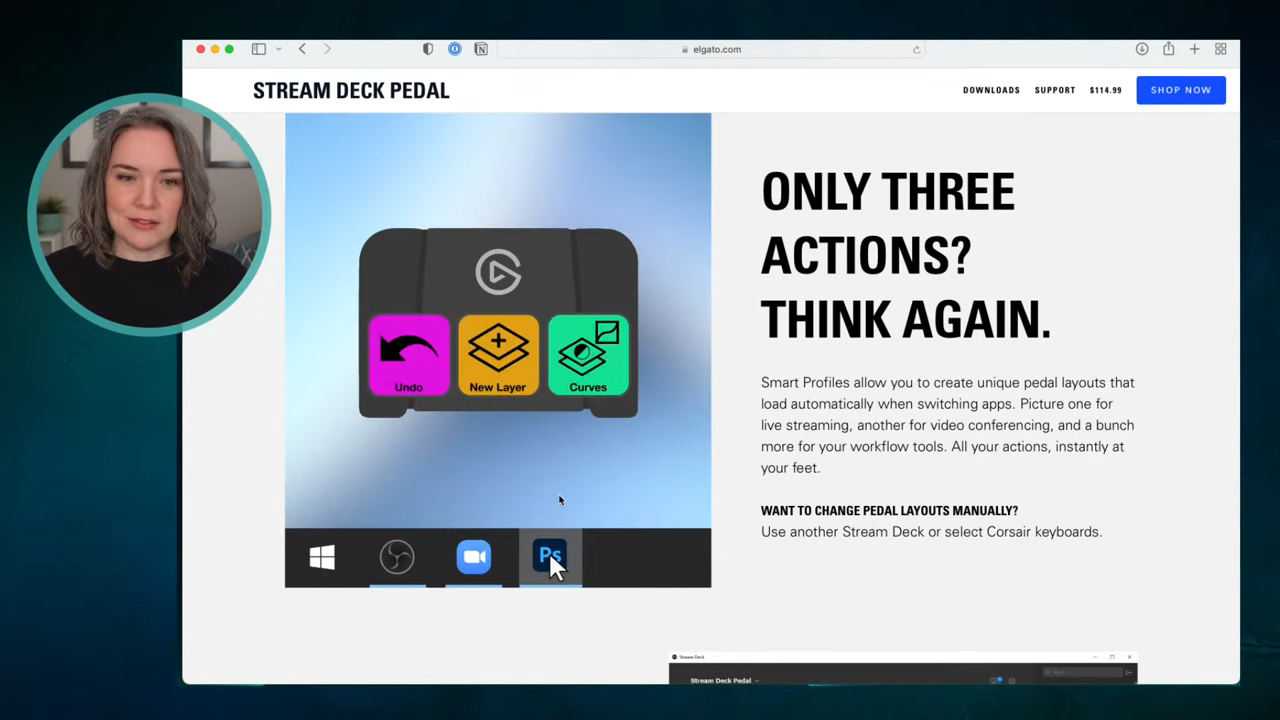 elgato.com
STREAM DECK PEDAL
DOWNLOADS SUPPORT $114.99 SHOP NOW
Undo
New Layer
Curves
Ps
ONLY THREE
ACTIONS?
THINK AGAIN.
Smart Profiles allow you to create unique pedal layouts that
load automatically when switching apps. Picture one for
live streaming, another for video conferencing, and a bunch
more for your workflow tools. All your actions, instantly at
your feet.
WANT TO CHANGE PEDAL LAYOUTS MANUALLY?
Use another Stream Deck or select Corsair keyboards.
Stream Deck
Stream Deck Pedal